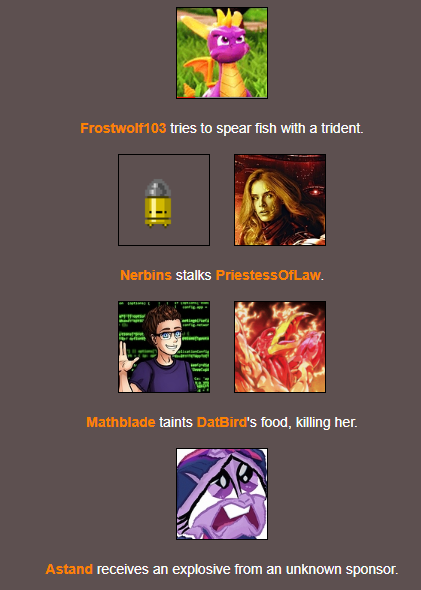 Frostwolf103 tries to spear fish with a trident.
Nerbins stalks PriestessOfLaw.
Mathblade taints DatBird's food, killing her.
Astand receives an explosive from an unknown sponsor.